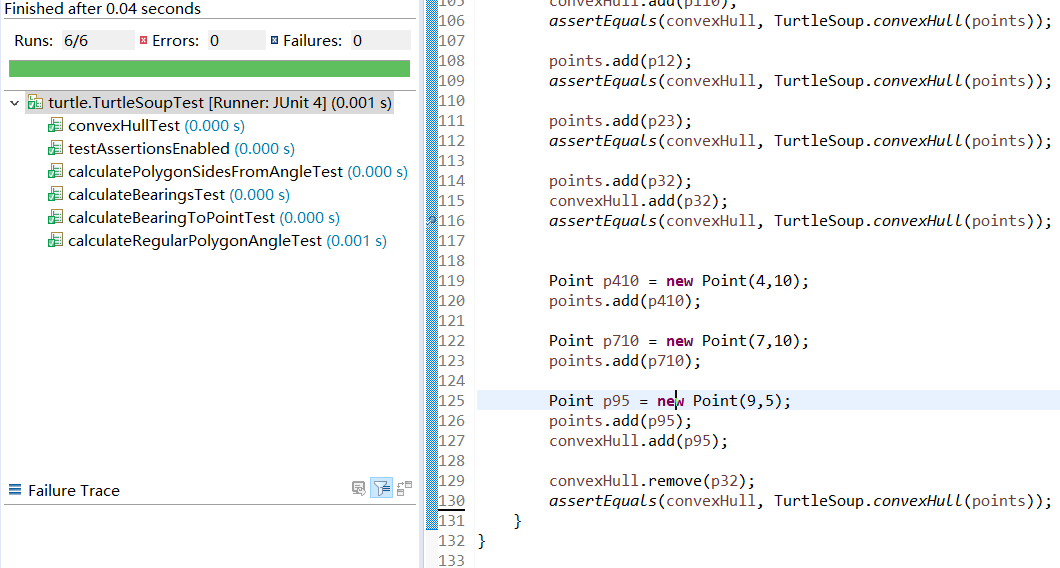 Finished after 0.04 seconds
Runs: 6/6 Errors: 0 Failures: 0
turtle.TurtleSoupTest [Runner: JUnit 4] (0.001 s)
convexHullTest (0.000 s)
testAssertionsEnabled (0.000 s)
calculatePolygonSidesFromAngleTest (0.000 s)
calculateBearingsTest (0.000 s)
calculateBearingToPointTest (0.000 s)
calculateRegularPolygonAngleTest (0.001 s)
Failure Trace
105 convexHull.add(p110);
106 assertEquals(convexHull, TurtleSoup.convexHull(points));
107
108 points.add(p12);
109 assertEquals(convexHull, TurtleSoup.convexHull(points));
110
111 points.add(p23);
112 assertEquals(convexHull, TurtleSoup.convexHull(points));
113
114 points.add(p32);
115 convexHull.add(p32);
116 assertEquals(convexHull, TurtleSoup.convexHull(points));
117
118
119 Point p410 = new Point(4,10);
120 points.add(p410);
121
122 Point p710 = new Point(7,10);
123 points.add(p710);
124
125 Point p95 = new Point(9,5);
126 points.add(p95);
127 convexHull.add(p95);
128
129 convexHull.remove(p32);
130 assertEquals(convexHull, TurtleSoup.convexHull(points));
131 }
132 }
133